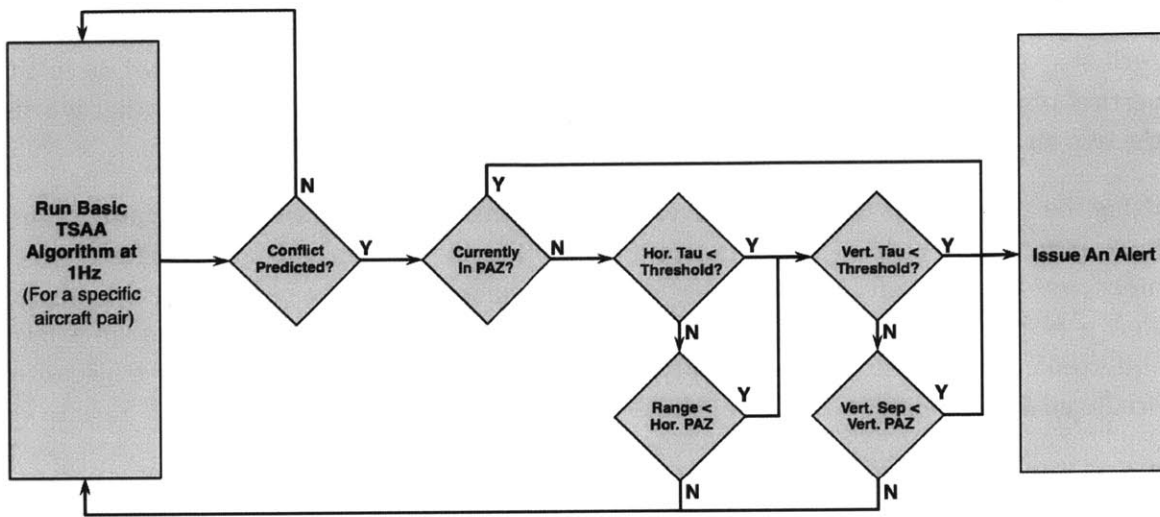 Run Basic
TSAA
Algorithm at
1Hz
(For a specific
aircraft pair)
N
Conflict
Predicted?
Y
Y
Currently
In PAZ?
N
Hor. Tau <
Threshold?
Y
N
Range <
Hor. PAZ
Y
N
Vert. Tau <
Threshold?
Y
N
Vert. Sep <
Vert. PAZ
Y
N
Issue An Alert